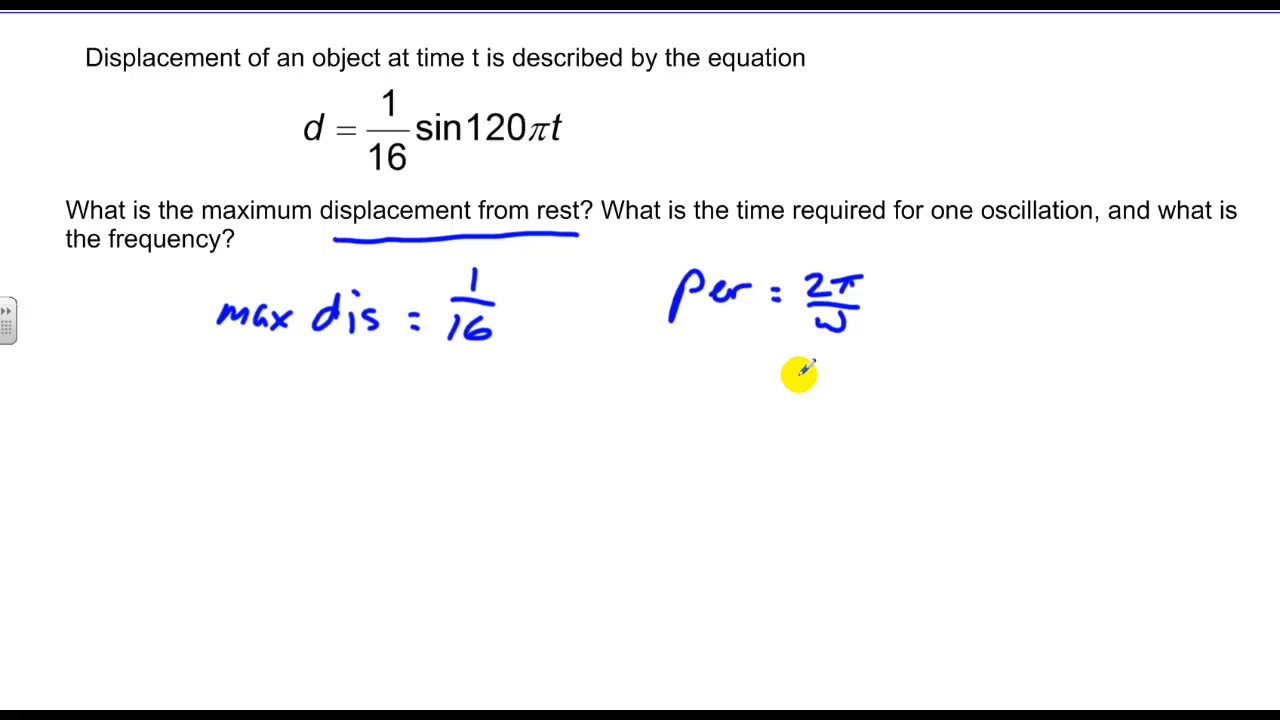 Displacement of an object at time t is described by the equation
d = 1/16 sin120πt
What is the maximum displacement from rest? What is the time required for one oscillation, and what is
the frequency?
max dis = 1/16
per = 2π/ω